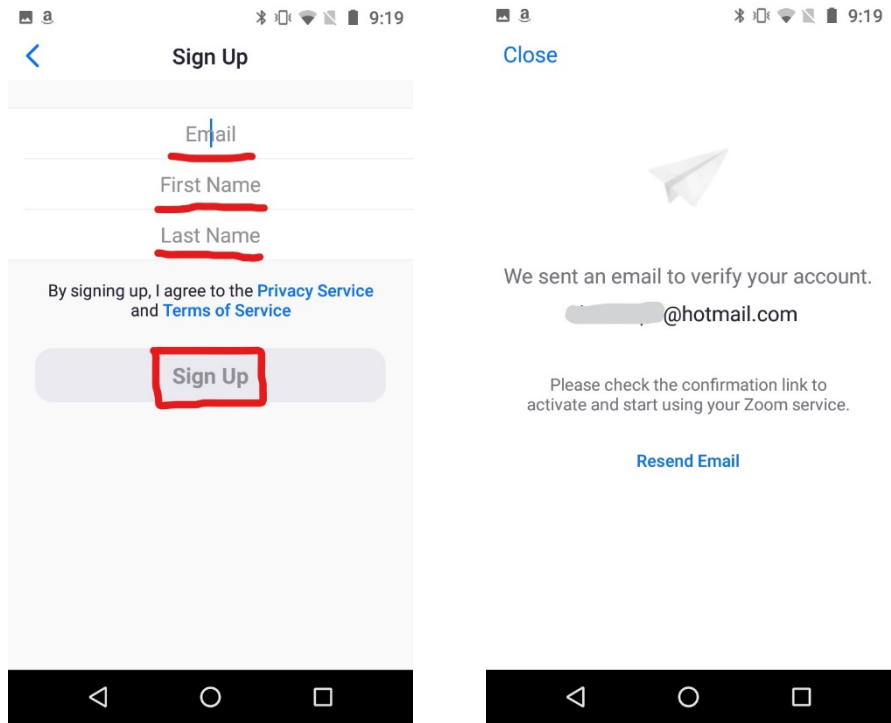 a 9:19
Sign Up
Email
First Name
Last Name
By signing up, I agree to the Privacy Service
and Terms of Service
Sign Up
a 9:19
Close
We sent an email to verify your account.
@hotmail.com
Please check the confirmation link to
activate and start using your Zoom service.
Resend Email